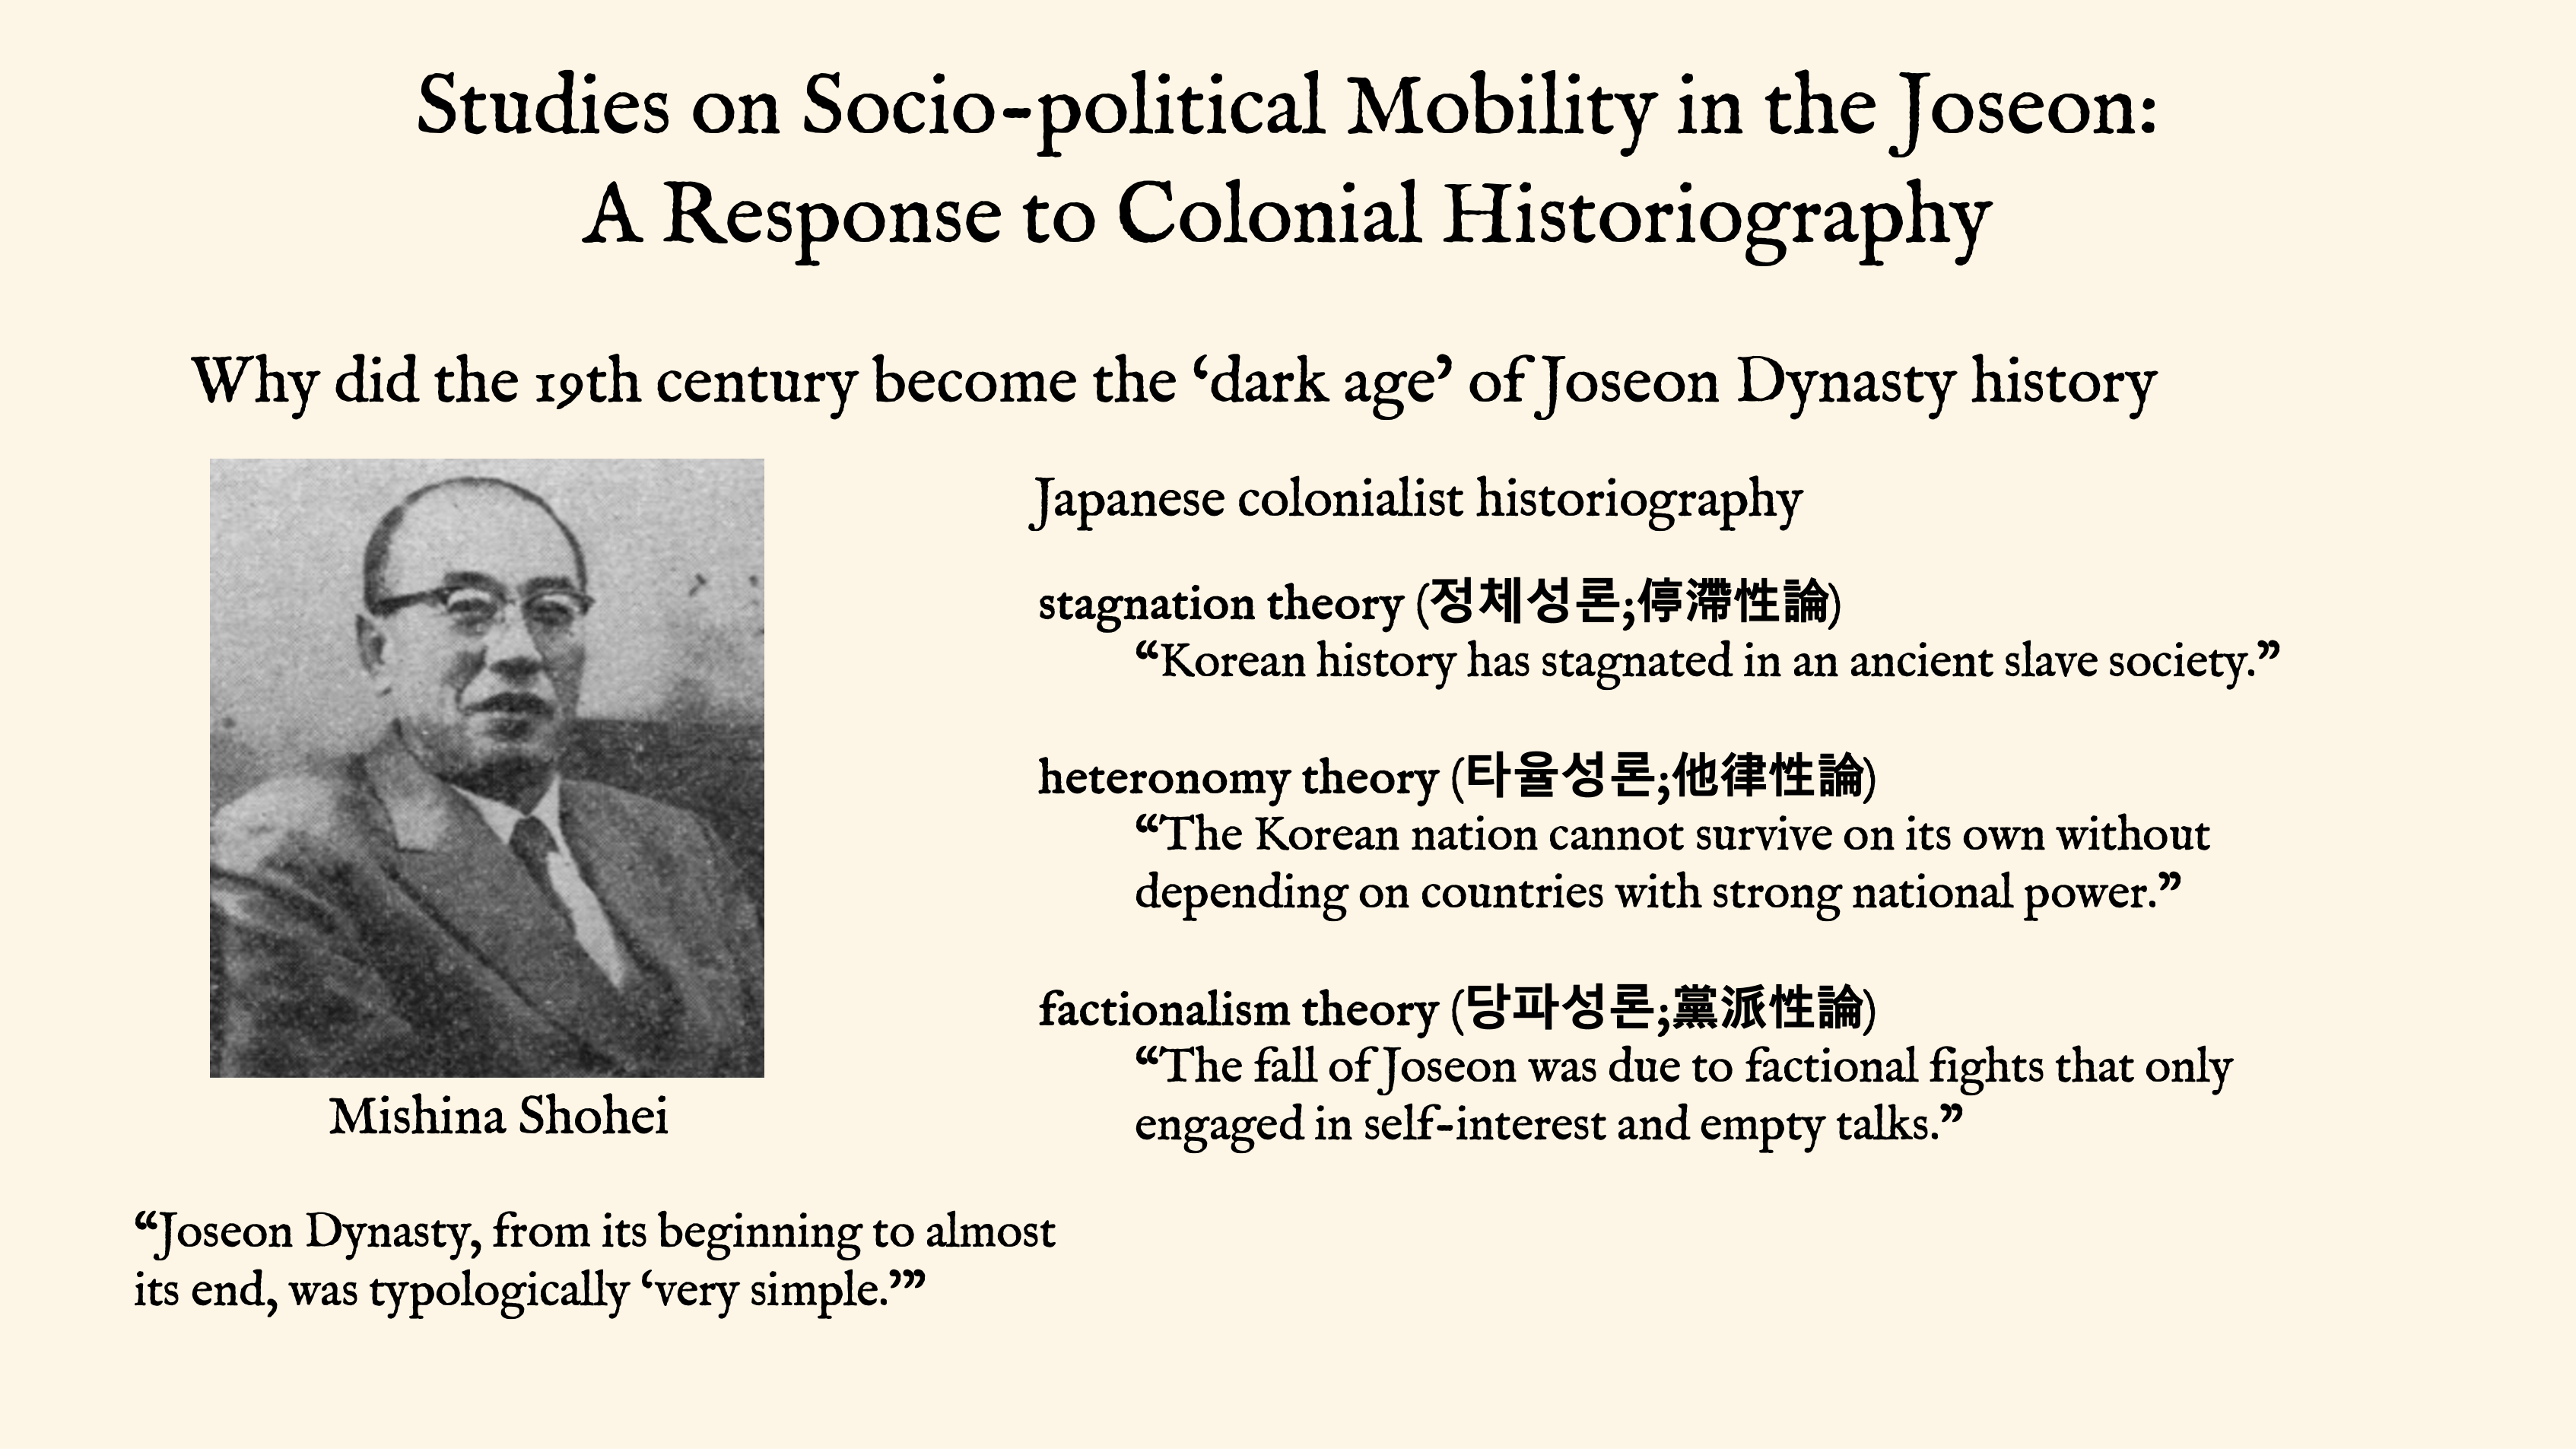 Studies on Socio-political Mobility in the Joseon:
A Response to Colonial Historiography
Why did the 19th century become the ‘dark age’ of Joseon Dynasty history
Mishina Shohei
“Joseon Dynasty, from its beginning to almost
its end, was typologically ‘very simple.’”
Japanese colonialist historiography
stagnation theory (정체성론;停滯性論)
“Korean history has stagnated in an ancient slave society.”
heteronomy theory (타율성론;他律性論)
“The Korean nation cannot survive on its own without
depending on countries with strong national power.”
factionalism theory (당파성론;黨派性論)
“The fall of Joseon was due to factional fights that only
engaged in self-interest and empty talks.”